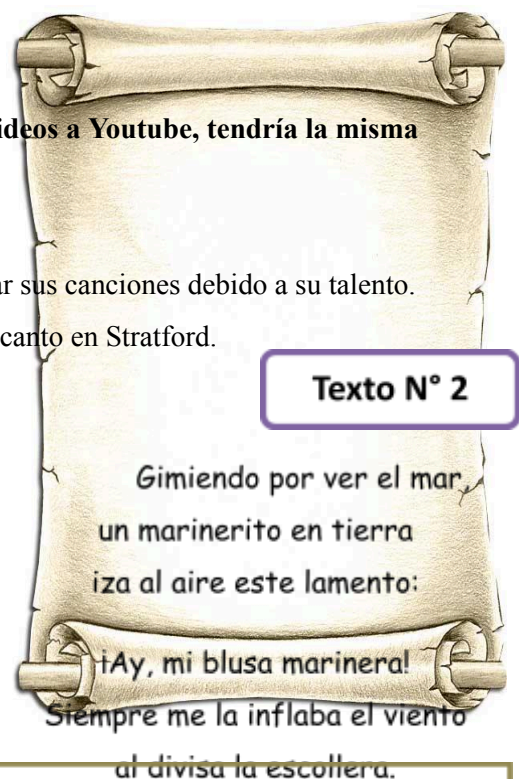 ideos a Youtube, tendría la misma
ar sus canciones debido a su talento.
canto en Stratford.
Texto N° 2
Gimiendo por ver el mar,
un marinerito en tierra
iza al aire este lamento:
¡Ay, mi blusa marinera!
Siempre me la inflaba el viento
al divisa la escollera.